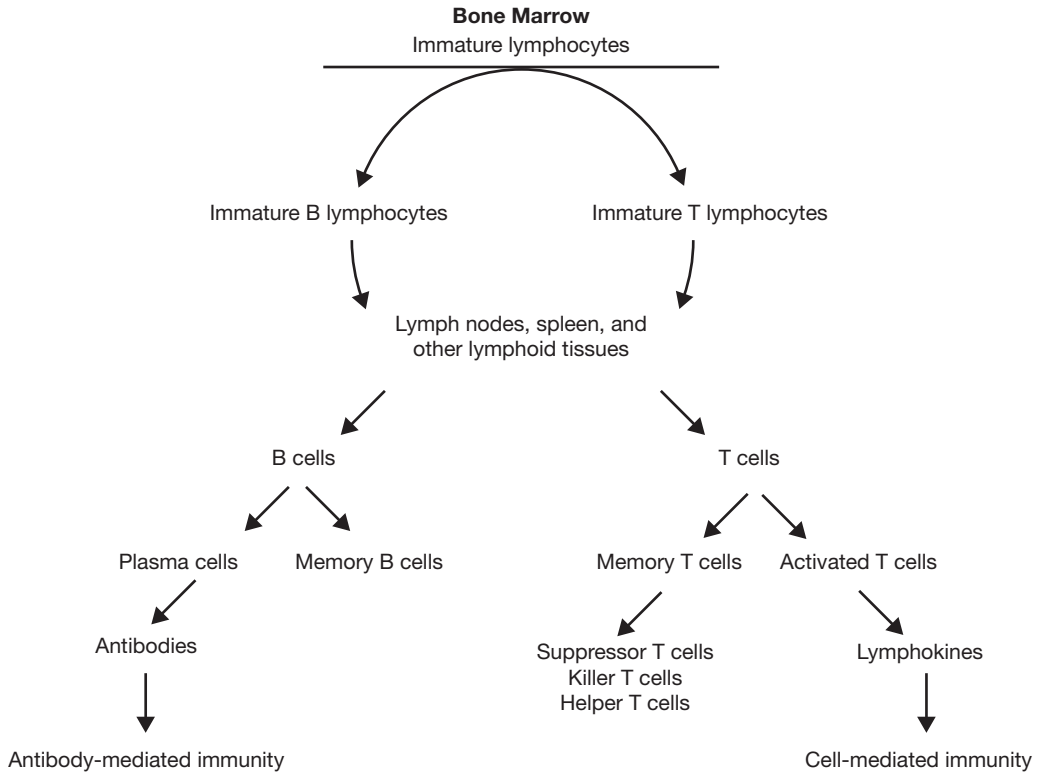 Bone Marrow
Immature lymphocytes
Immature B lymphocytes
Immature T lymphocytes
Lymph nodes, spleen, and
other lymphoid tissues
B cells
T cells
Plasma cells
Memory B cells
Memory T cells
Activated T cells
Antibodies
Suppressor T cells
Killer T cells
Helper T cells
Lymphokines
Antibody-mediated immunity
Cell-mediated immunity